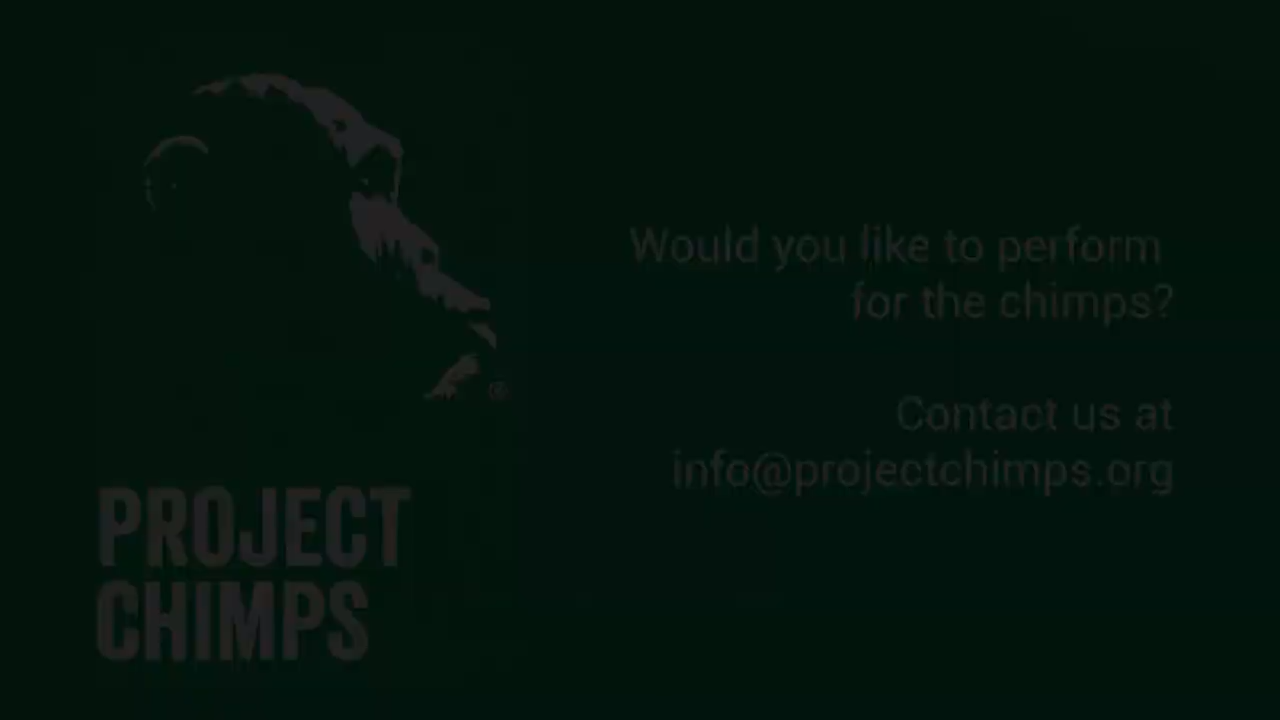 Would you like to perform
for the chimps?
Contact us at
info@projectchimps.org
®
PROJECT
CHIMPS